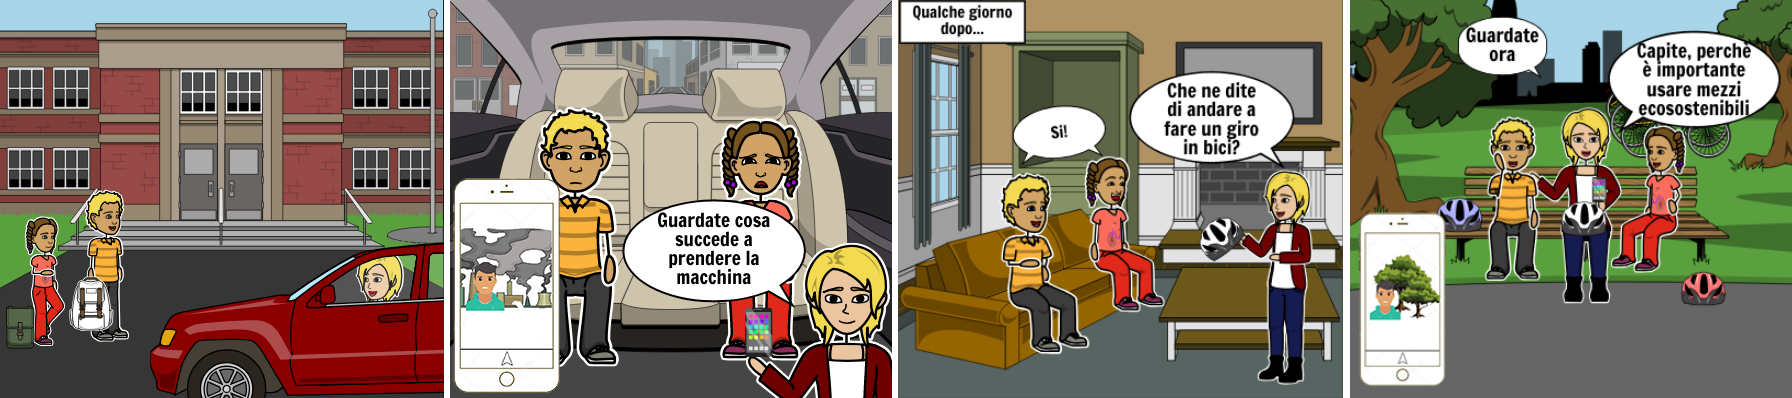 Guardate cosa
succede a
prendere la
macchina
Qualche giorno
dopo...
Si!
Che ne dite
di andare a
fare un giro
in bici?
Guardate
ora
Capite, perchè
è importante
usare mezzi
ecosostenibili